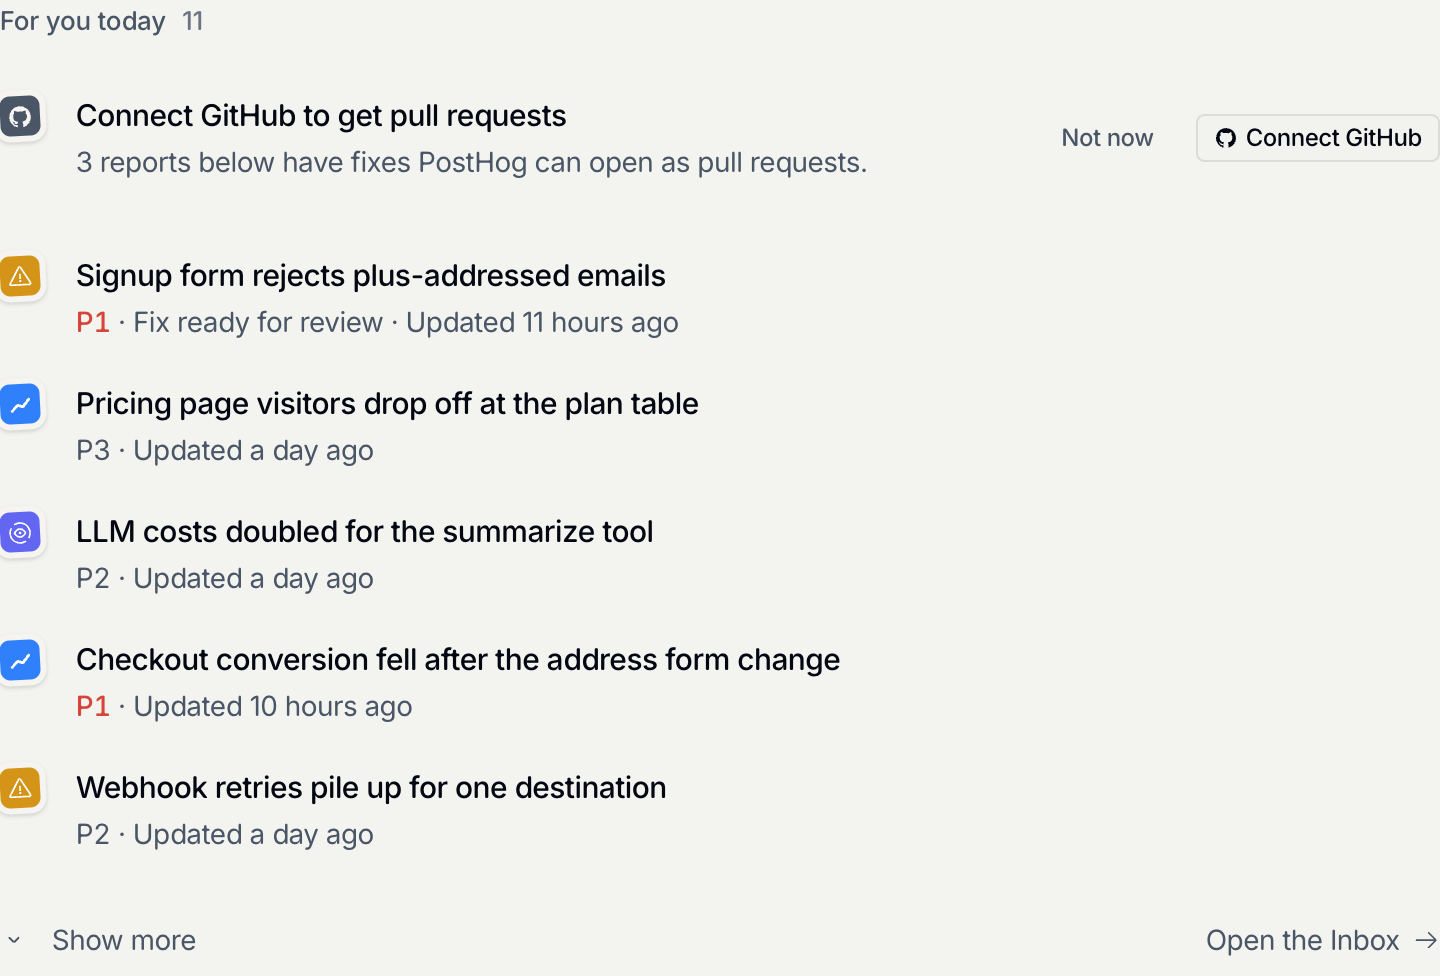 For you today 11
Connect GitHub to get pull requests
3 reports below have fixes PostHog can open as pull requests.
Not now
Connect GitHub
Signup form rejects plus-addressed emails
P1 · Fix ready for review · Updated 11 hours ago
Pricing page visitors drop off at the plan table
P3 · Updated a day ago
LLM costs doubled for the summarize tool
P2 · Updated a day ago
Checkout conversion fell after the address form change
P1 · Updated 10 hours ago
Webhook retries pile up for one destination
P2 · Updated a day ago
Show more
Open the Inbox →